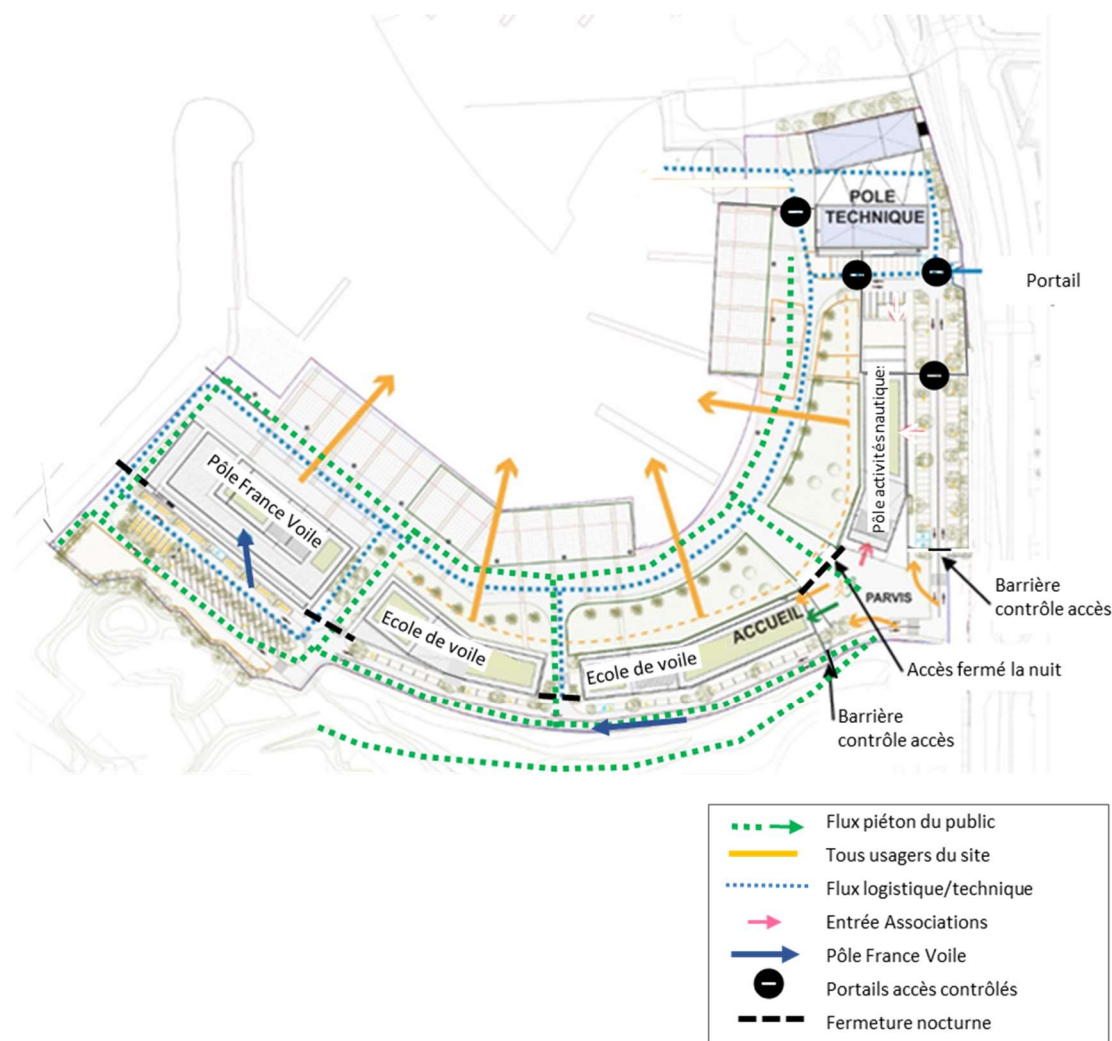 POLE
TECHNIQUE
Portail
Pôle activités nautique:
Pôle France Voile
Ecole de voile
Ecole de voile
ACCUEIL
PARVIS
Barrière
contrôle accès
Accès fermé la nuit
Barrière
contrôle accès
Flux piéton du public
Tous usagers du site
Flux logistique/technique
Entrée Associations
Pôle France Voile
Portails accès contrôlés
Fermeture nocturne